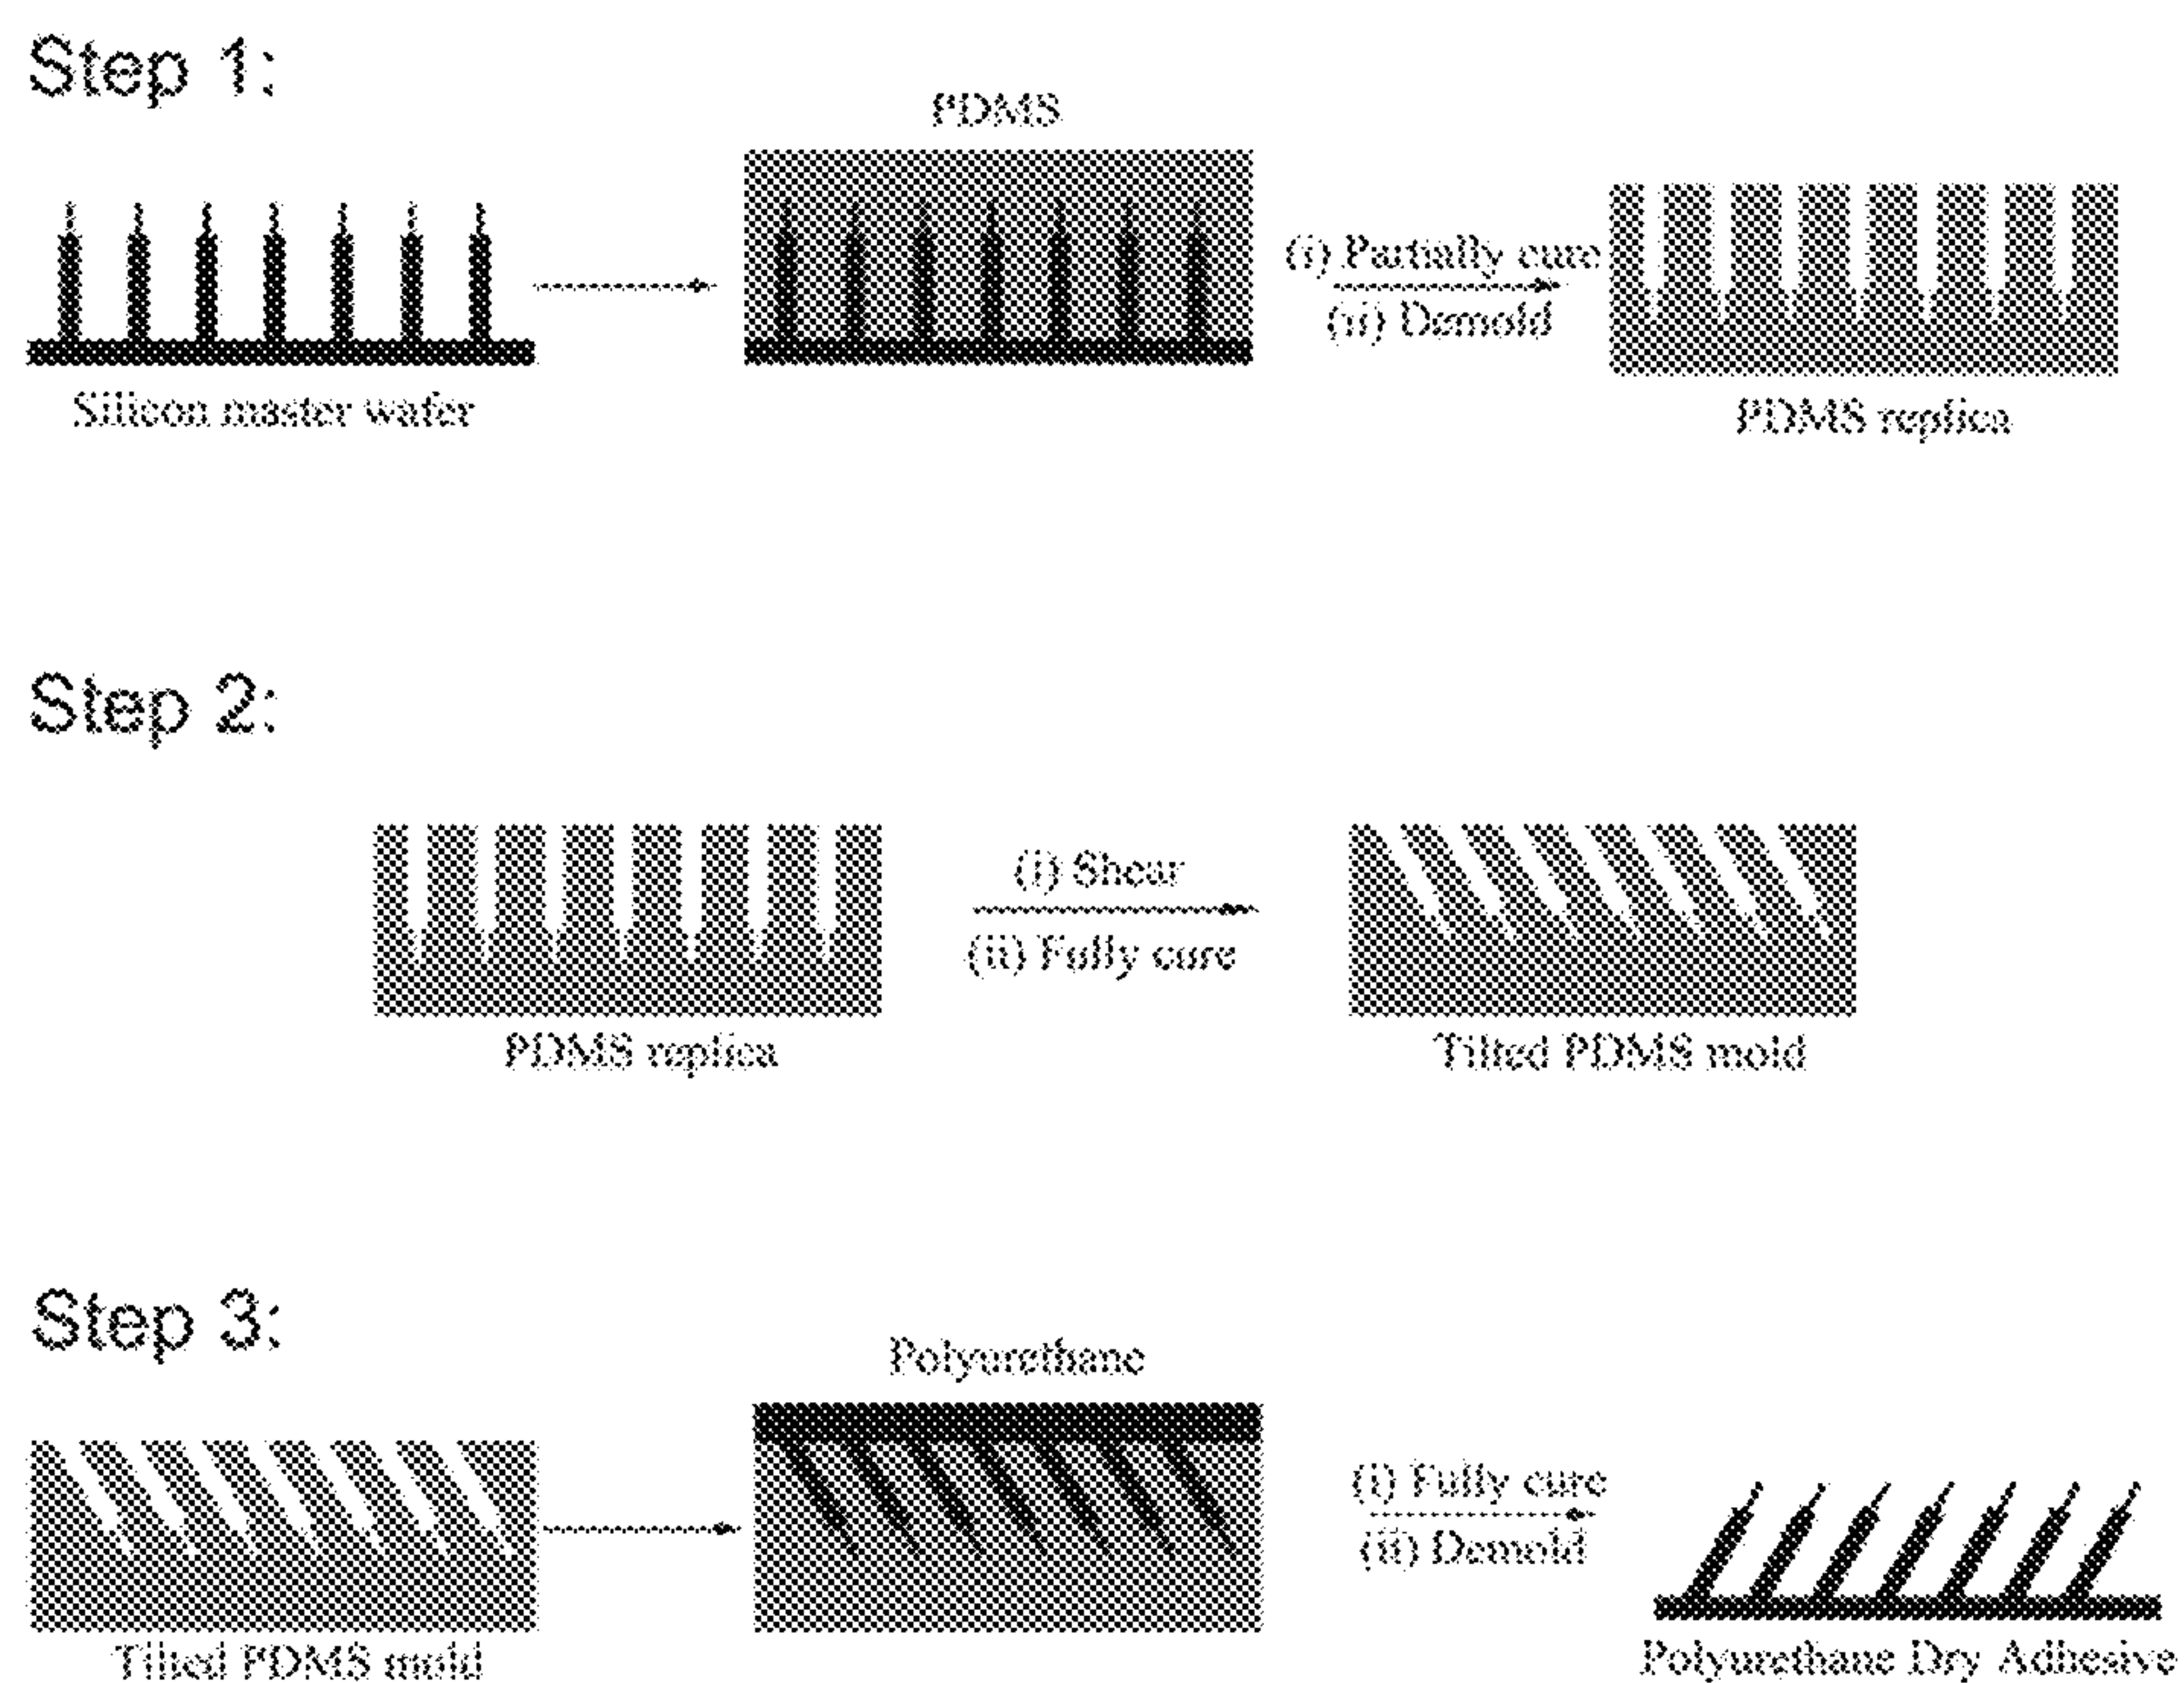 Step 1:
PDMS
(i) Partially cure
(ii) Demold
Silicon master wafer
PDMS replica
Step 2:
(i) Shear
(ii) Fully cure
PDMS replica
Tilted PDMS mold
Step 3:
Polyurethane
(i) Fully cure
(ii) Demold
Tilted PDMS mold
Polyurethane Dry Adhesive